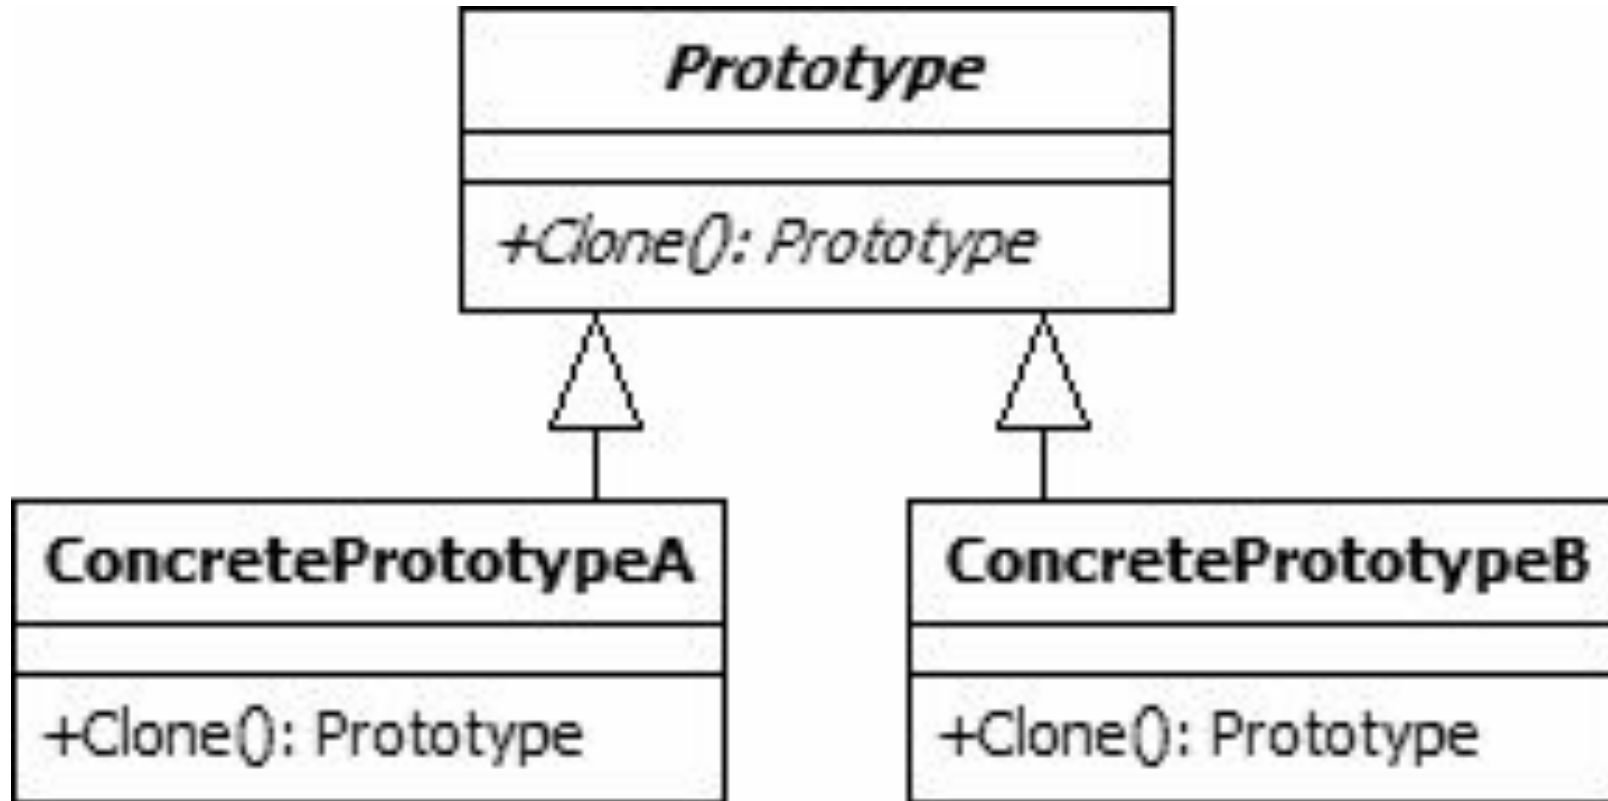 Prototype
+Clone(): Prototype
ConcretePrototypeA
+Clone(): Prototype
ConcretePrototypeB
+Clone(): Prototype